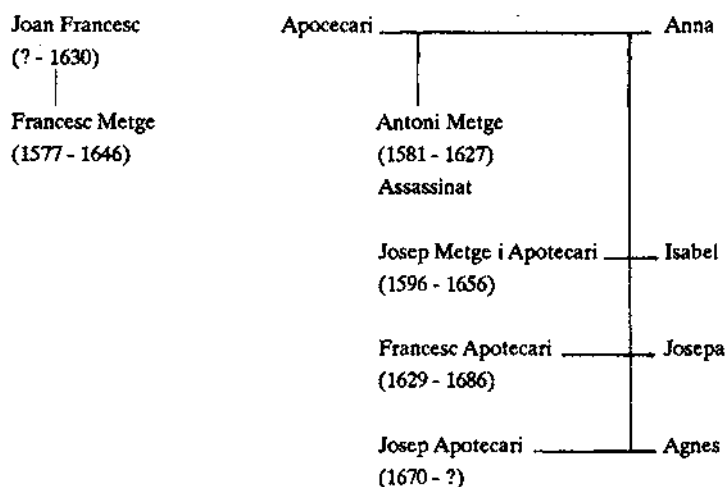 Joan Francesc
(? - 1630)
Francesc Metge
(1577 - 1646)
Apocecari Anna
Antoni Metge
(1581 - 1627)
Assassinat
Josep Metge i Apotecari Isabel
(1596 - 1656)
Francesc Apotecari Josepa
(1629 - 1686)
Josep Apotecari Agnes
(1670 - ?)